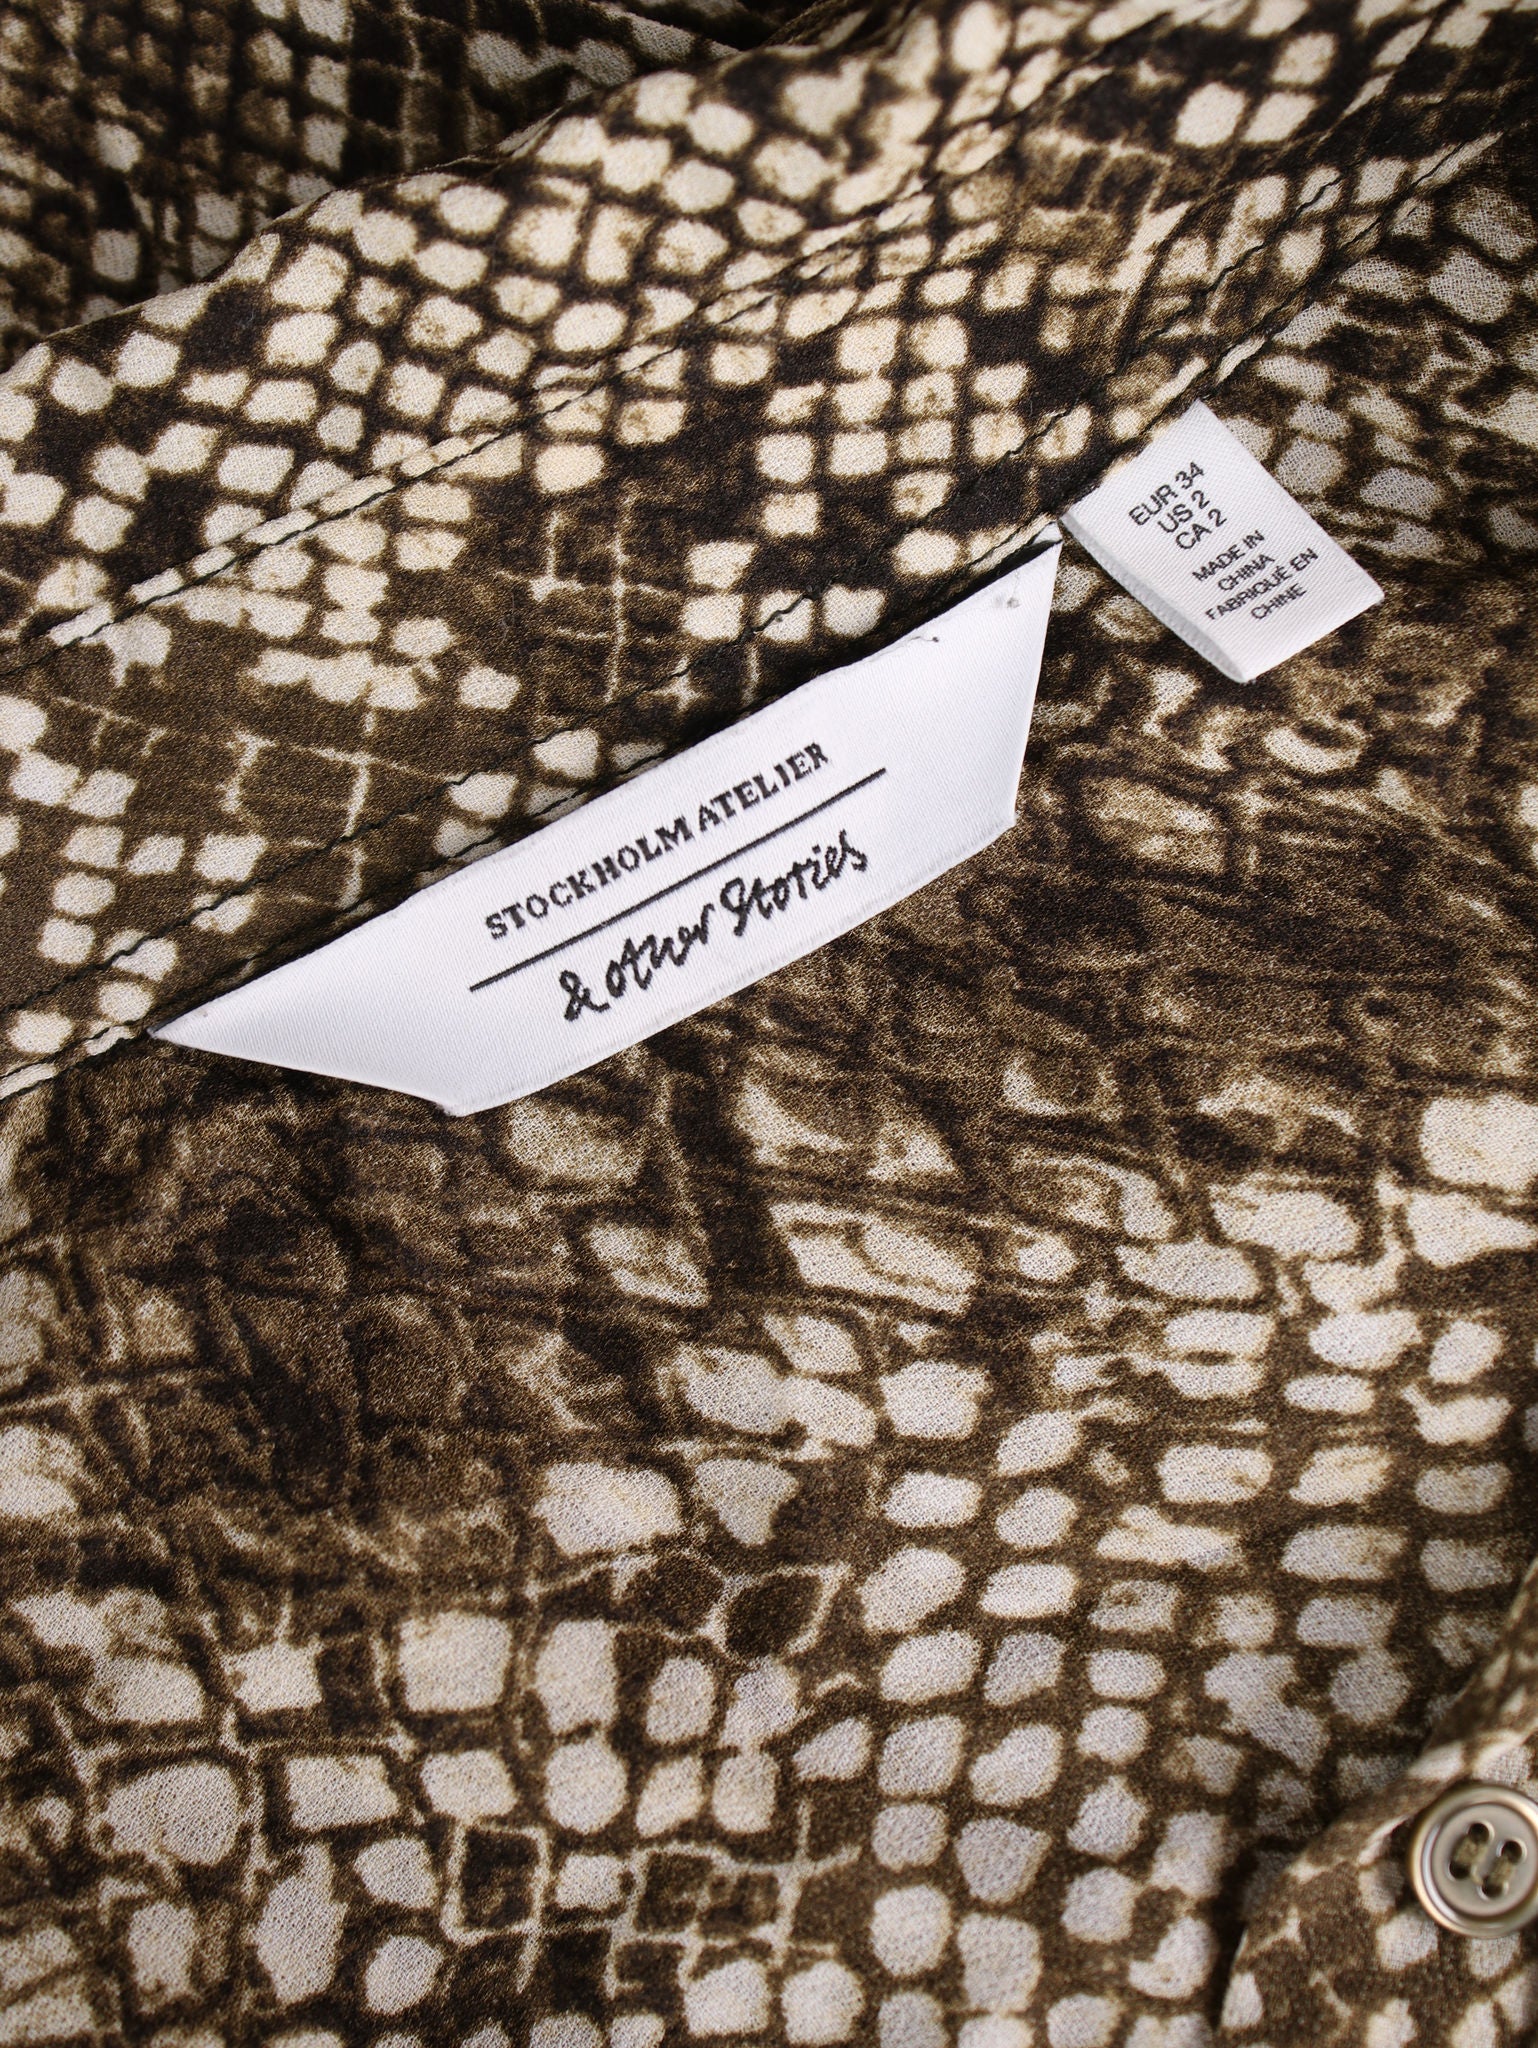 STOCKHOLM ATELIER
& other Stories
EUR 34
US 2
CA 2
MADE IN
CHINA
FABRIQUÉ EN
CHINE